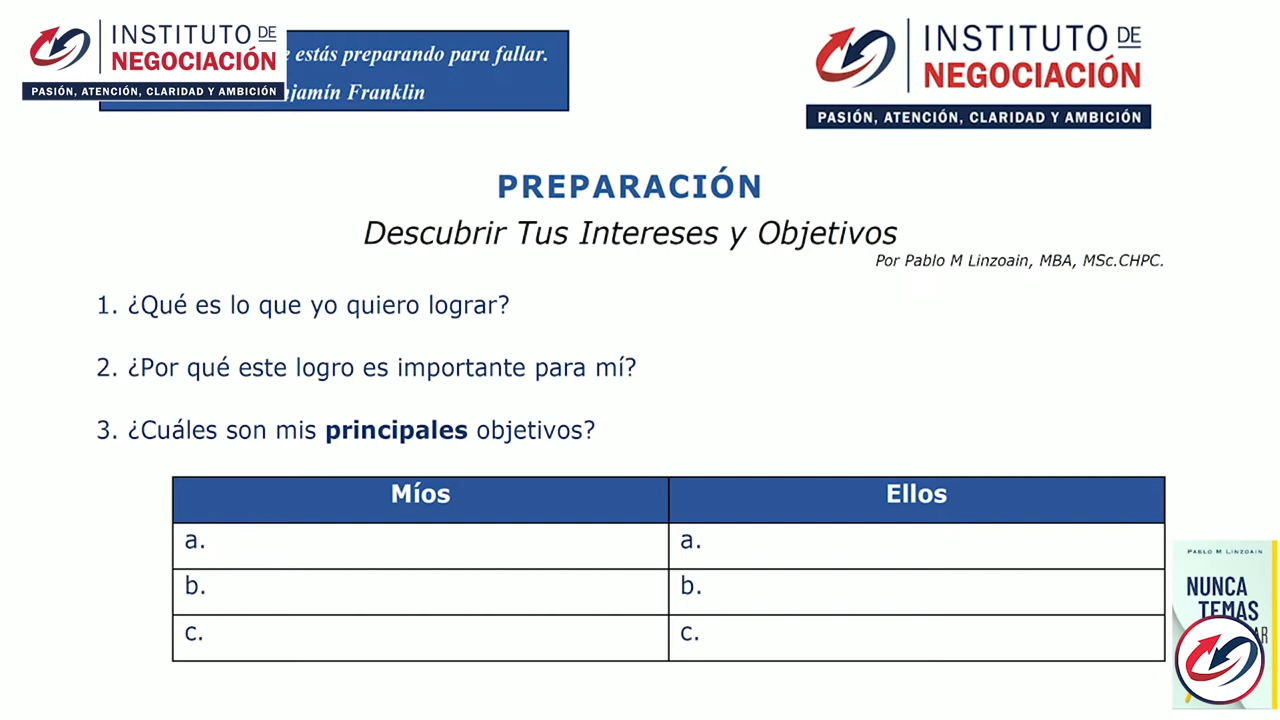 INSTITUTO DE
NEGOCIACIÓN
PASIÓN, ATENCIÓN, CLARIDAD Y AMBICIÓN
estás preparando para fallar.
Franklin
INSTITUTO DE
NEGOCIACIÓN
PASIÓN, ATENCIÓN, CLARIDAD Y AMBICIÓN
PREPARACIÓN
Descubrir Tus Intereses y Objetivos
Por Pablo M Linzoain, MBA, MSc.CHPC.
1. ¿Qué es lo que yo quiero lograr?
2. ¿Por qué este logro es importante para mí?
3. ¿Cuáles son mis principales objetivos?
Míos Ellos
a. a.
b. b.
c. c.
PABLO M LINZOAIN
NUNCA
TEMAS